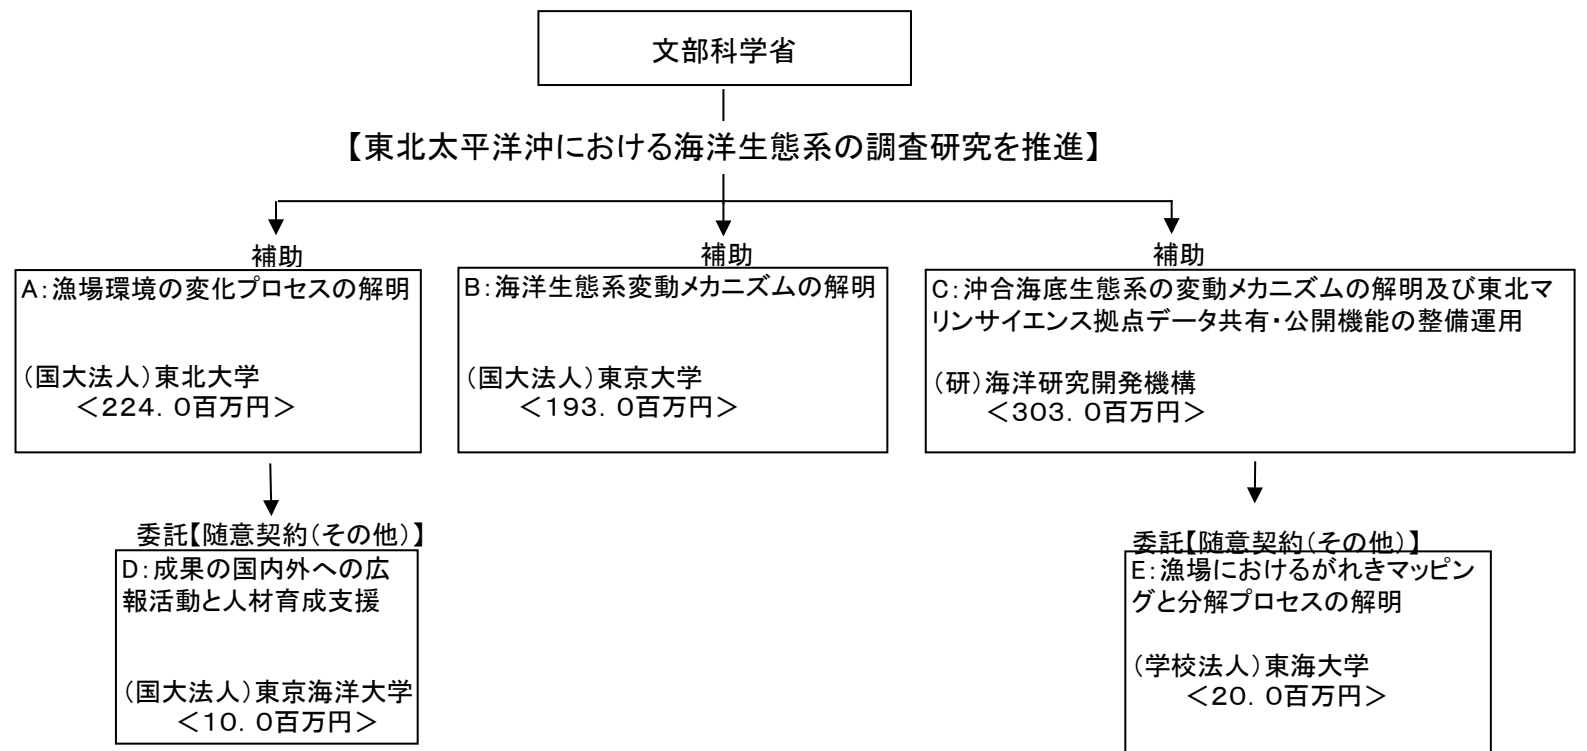 文部科学省
【東北太平洋沖における海洋生態系の調査研究を推進】
補助
A:漁場環境の変化プロセスの解明
(国大法人)東北大学
<224.0百万円>
補助
B:海洋生態系変動メカニズムの解明
(国大法人)東京大学
<193.0百万円>
補助
C:沖合海底生態系の変動メカニズムの解明及び東北マ
リンサイエンス拠点データ共有・公開機能の整備運用
(研)海洋研究開発機構
<303.0百万円>
委託【随意契約(その他)】
D:成果の国内外への広
報活動と人材育成支援
(国大法人)東京海洋大学
<10.0百万円>
委託【随意契約(その他)】
E:漁場におけるがれきマッピン
グと分解プロセスの解明
(学校法人)東海大学
<20.0百万円>